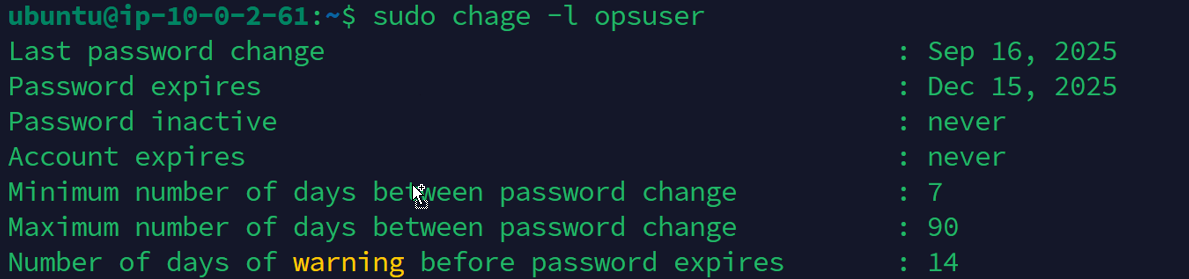 ubuntu@ip-10-0-2-61:~$ sudo chage -l opsuser
Last password change : Sep 16, 2025
Password expires : Dec 15, 2025
Password inactive : never
Account expires : never
Minimum number of days between password change : 7
Maximum number of days between password change : 90
Number of days of warning before password expires : 14